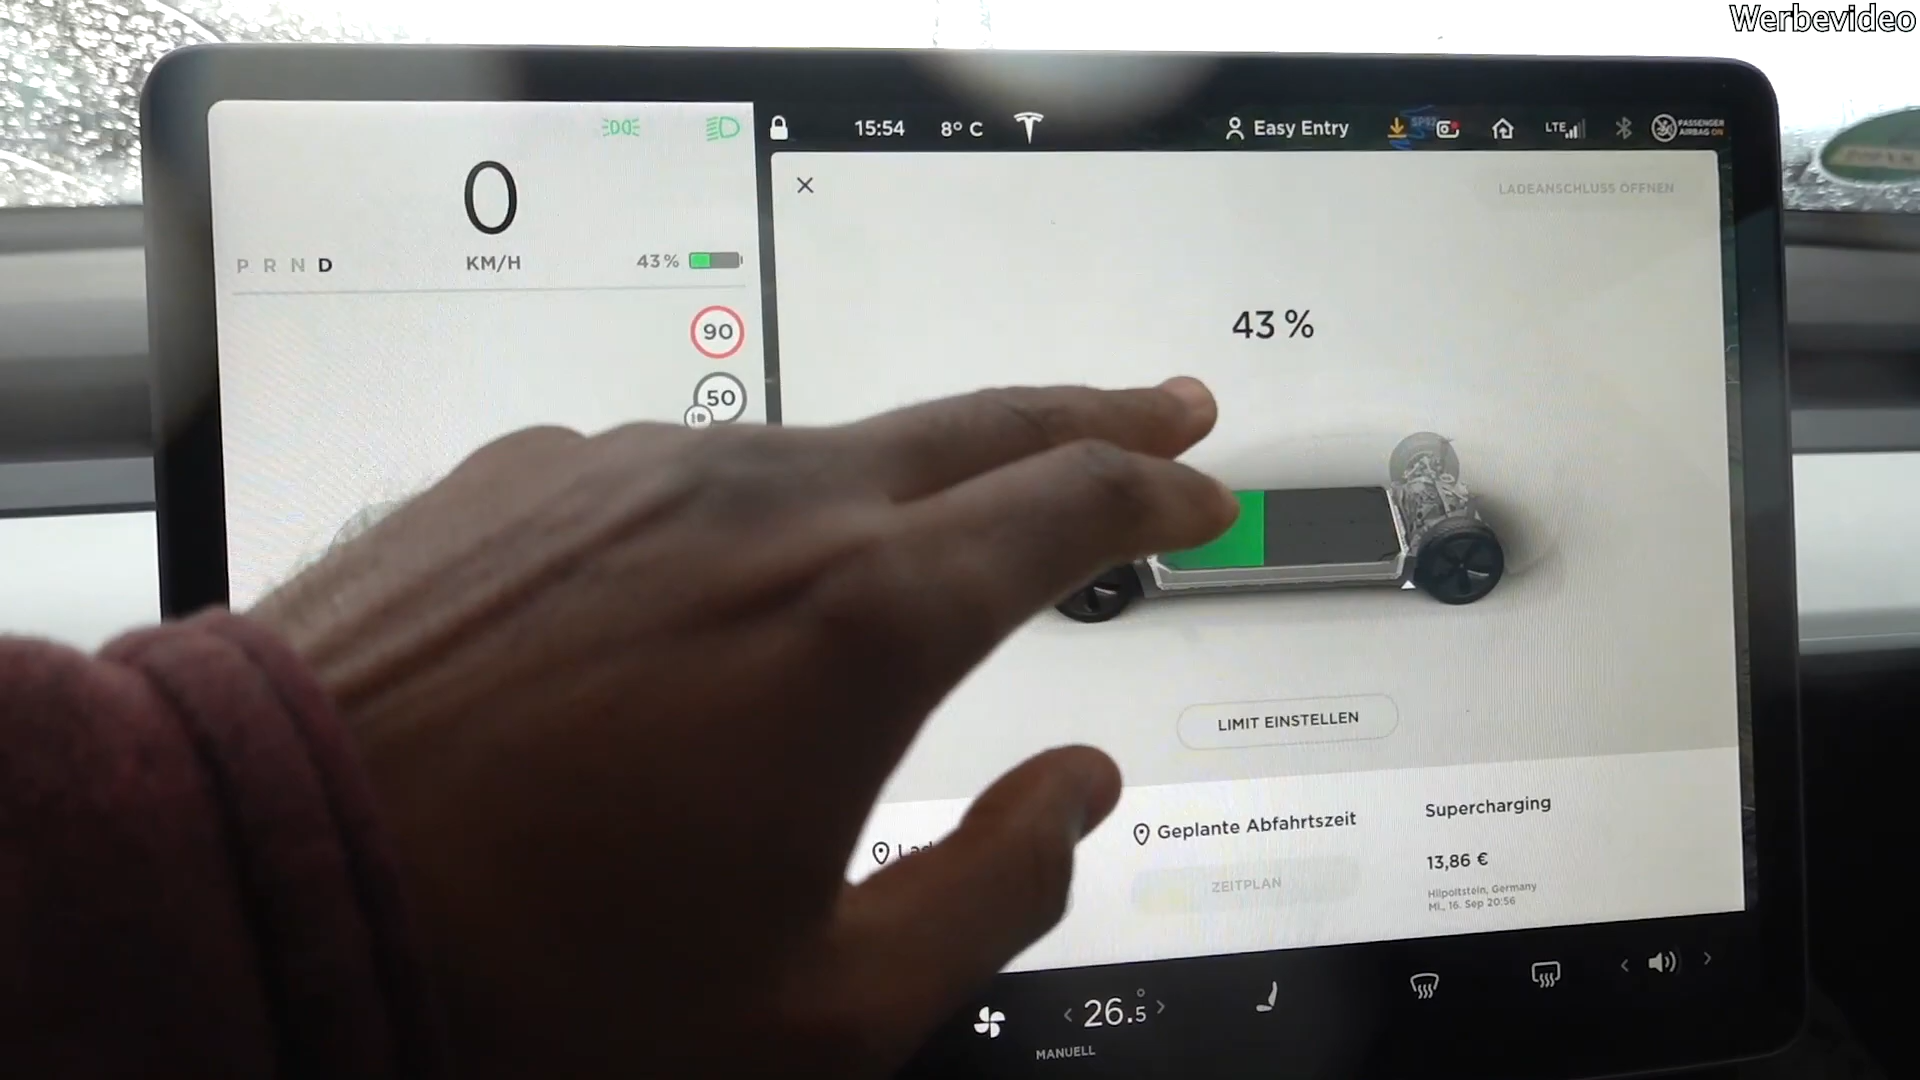 Werbevideo
15:54
8° C
Easy Entry
LTE
PASSENGER
AIRBAG ON
0
KM/H
P R N D
43 %
90
50
LADEANSCHLUSS ÖFFNEN
43 %
LIMIT EINSTELLEN
Geplante Abfahrtszeit
ZEITPLAN
Supercharging
13,86 €
Hilpoltstein, Germany
Mi., 16. Sep 20:56
26.5°
MANUELL